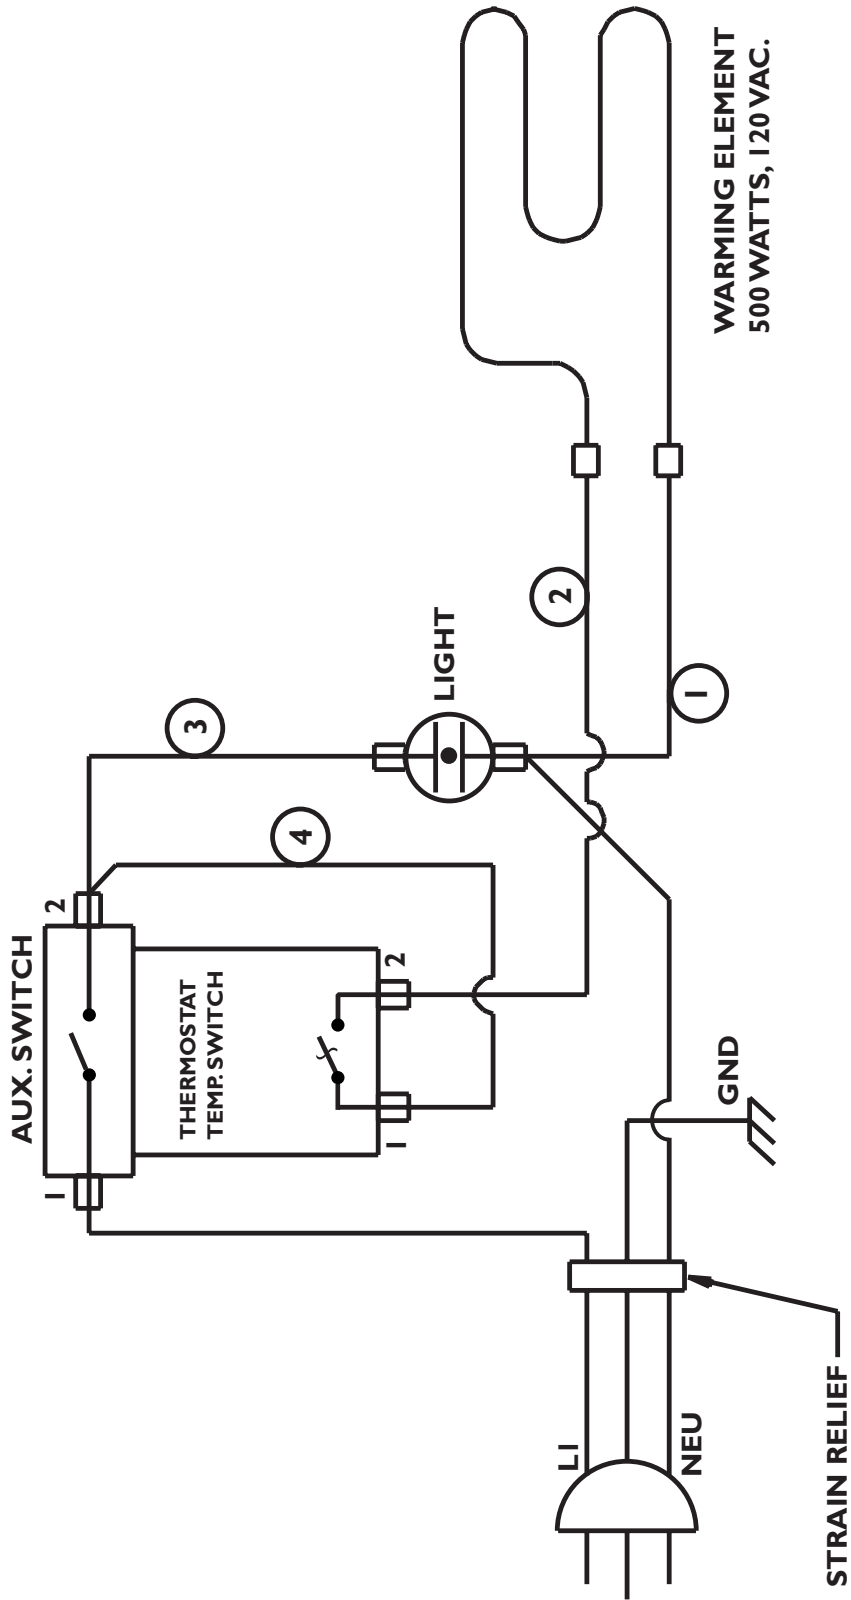 AUX. SWITCH
1
2
THERMOSTAT
TEMP. SWITCH
1
2
3
4
LIGHT
2
1
WARMING ELEMENT
500 WATTS, 120 VAC.
L1
NEU
GND
STRAIN RELIEF